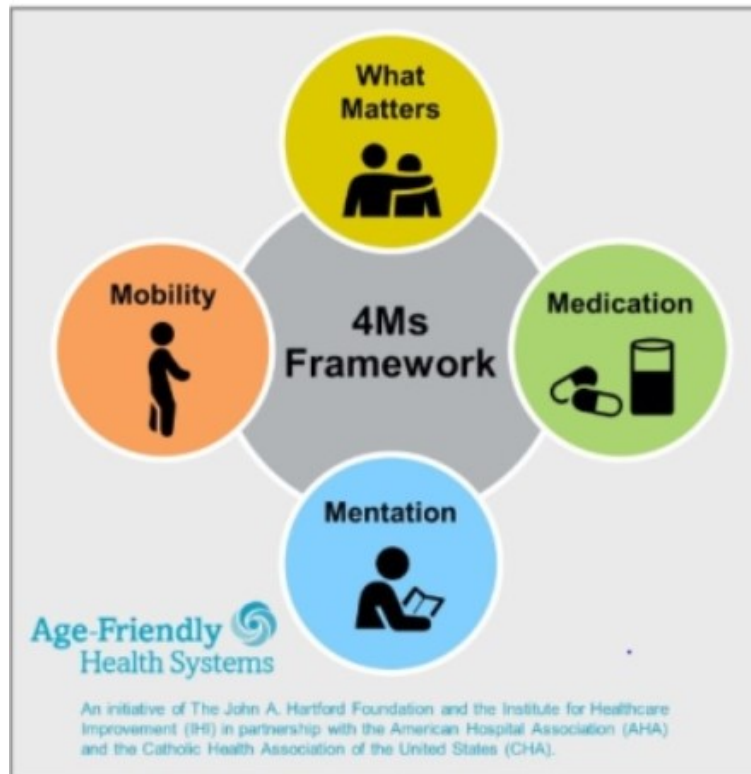 What
Matters
Mobility
4Ms
Framework
Medication
Mentation
Age-Friendly
Health Systems
An initiative of The John A. Hartford Foundation and the Institute for Healthcare
Improvement (IHI) in partnership with the American Hospital Association (AHA)
and the Catholic Health Association of the United States (CHA).